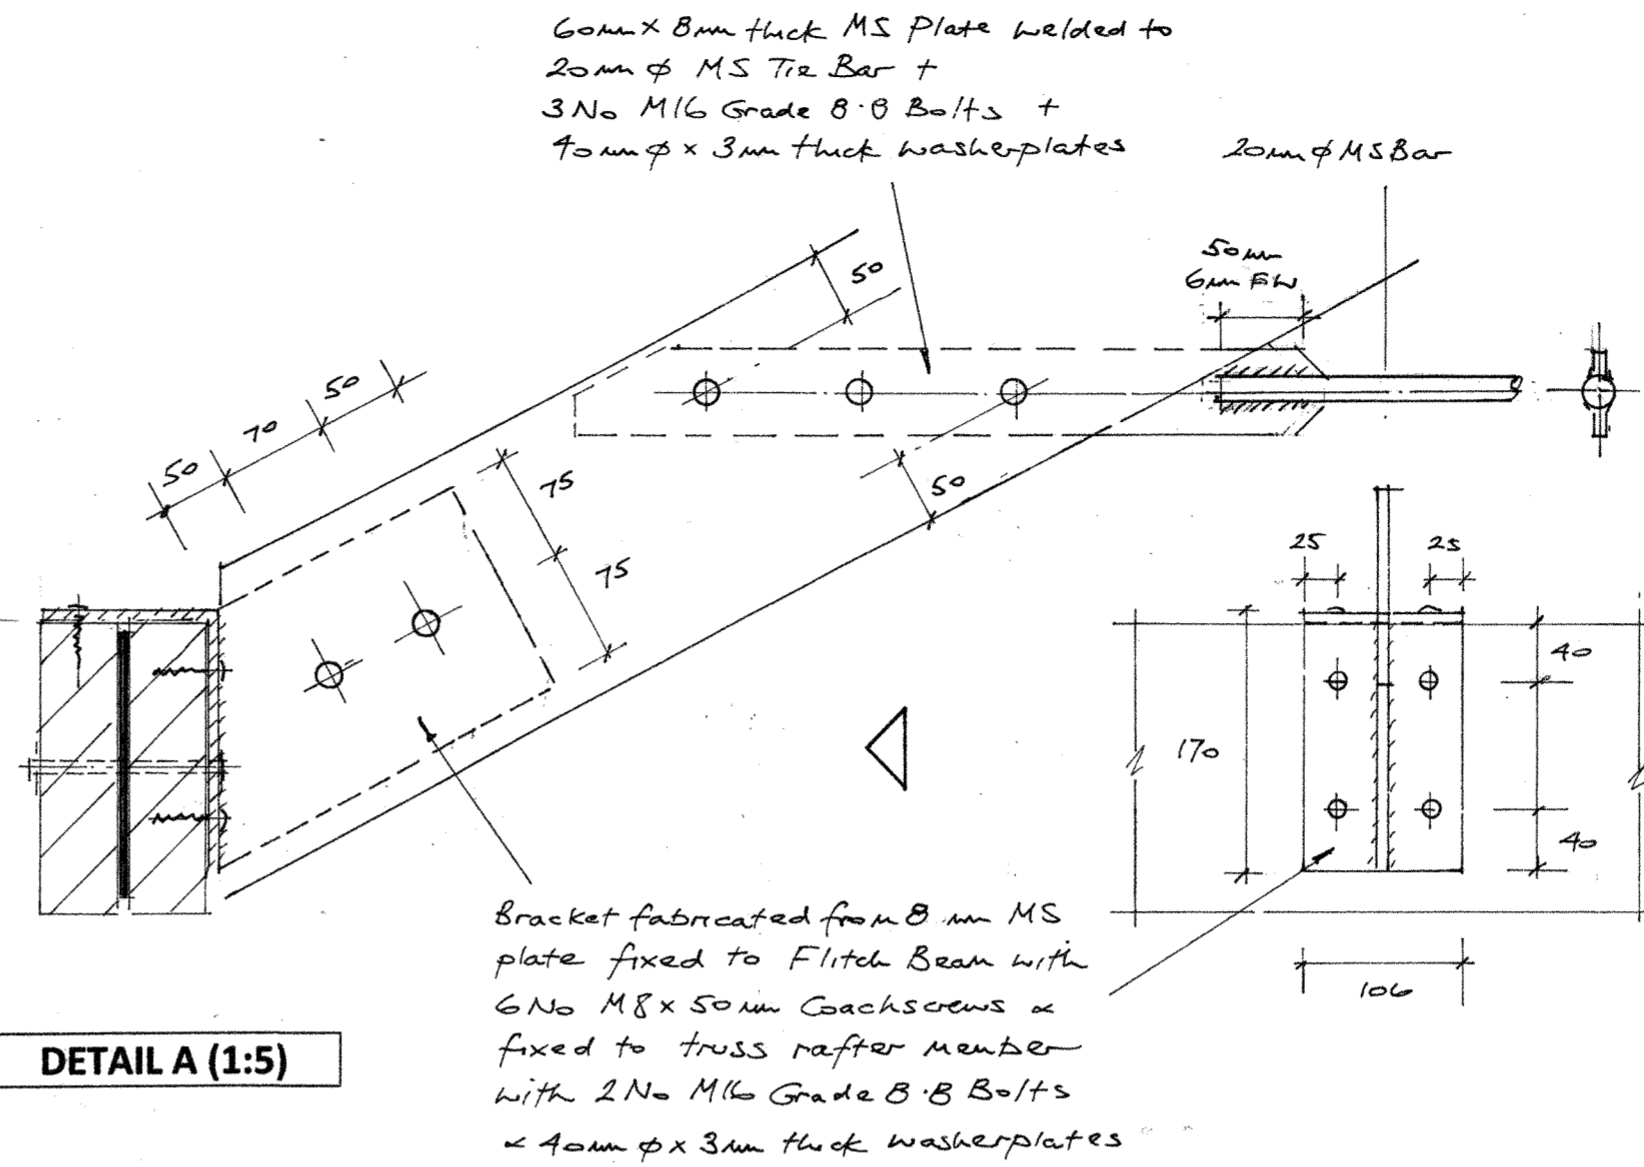 60mm x 8mm thick MS Plate welded to
20mm ϕ MS Tie Bar +
3 No M16 Grade 8.8 Bolts +
40mm ϕ x 3mm thick washerplates
20mm ϕ MS Bar
50mm
6mm FW
50
50
70
50
75
75
50
50
25
25
40
170
40
106
Bracket fabricated from 8 mm MS
plate fixed to Flitch Beam with
6 No M8 x 50mm Coachscrews &
fixed to truss rafter member
with 2 No M16 Grade 8.8 Bolts
& 40mm ϕ x 3mm thick washerplates
DETAIL A (1:5)